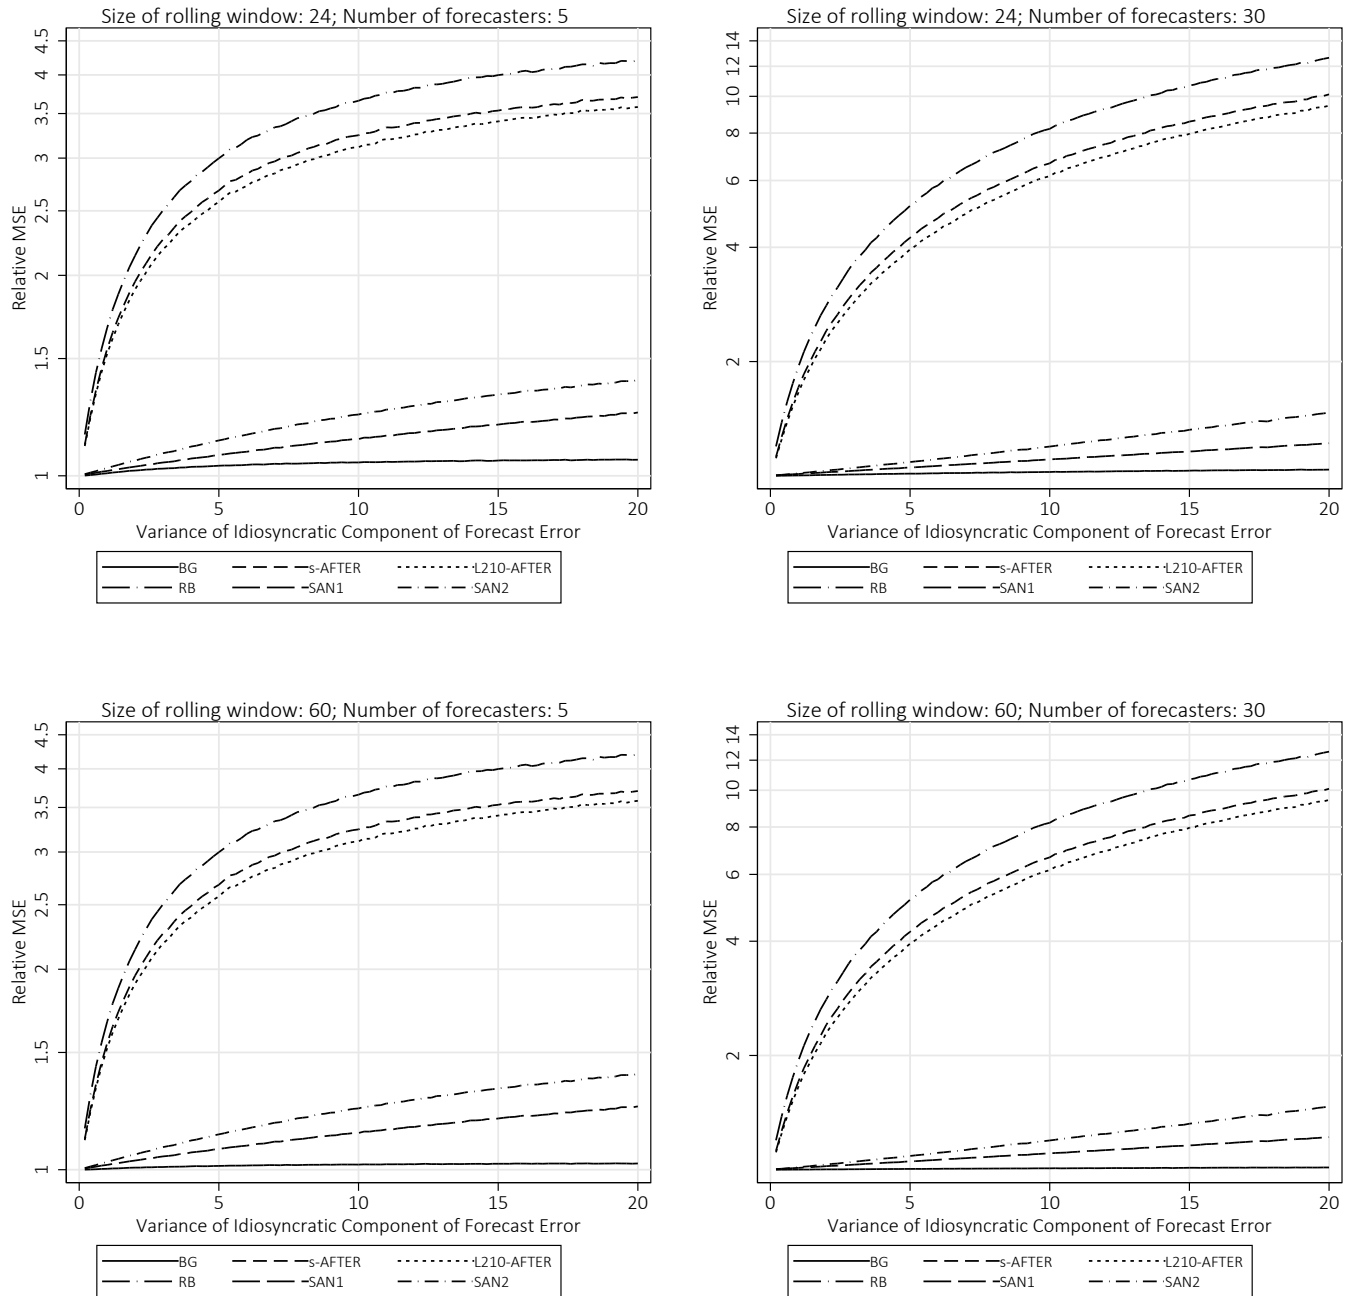 Size of rolling window: 24; Number of forecasters: 5
4.5
4
3.5
3
2.5
2
1.5
1
Relative MSE
0 5 10 15 20
Variance of Idiosyncratic Component of Forecast Error
BG s-AFTER L210-AFTER
RB SAN1 SAN2
Size of rolling window: 24; Number of forecasters: 30
14
12
10
8
6
4
2
Relative MSE
0 5 10 15 20
Variance of Idiosyncratic Component of Forecast Error
BG s-AFTER L210-AFTER
RB SAN1 SAN2
Size of rolling window: 60; Number of forecasters: 5
4.5
4
3.5
3
2.5
2
1.5
1
Relative MSE
0 5 10 15 20
Variance of Idiosyncratic Component of Forecast Error
BG s-AFTER L210-AFTER
RB SAN1 SAN2
Size of rolling window: 60; Number of forecasters: 30
14
12
10
8
6
4
2
Relative MSE
0 5 10 15 20
Variance of Idiosyncratic Component of Forecast Error
BG s-AFTER L210-AFTER
RB SAN1 SAN2